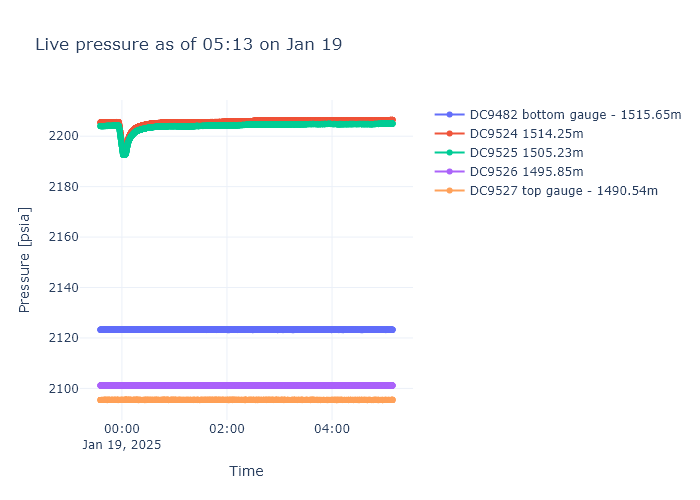 Live pressure as of 05:13 on Jan 19
DC9482 bottom gauge - 1515.65m
DC9524 1514.25m
DC9525 1505.23m
DC9526 1495.85m
DC9527 top gauge - 1490.54m
Pressure [psia]
2200
2180
2160
2140
2120
2100
00:00
Jan 19, 2025
02:00
04:00
Time